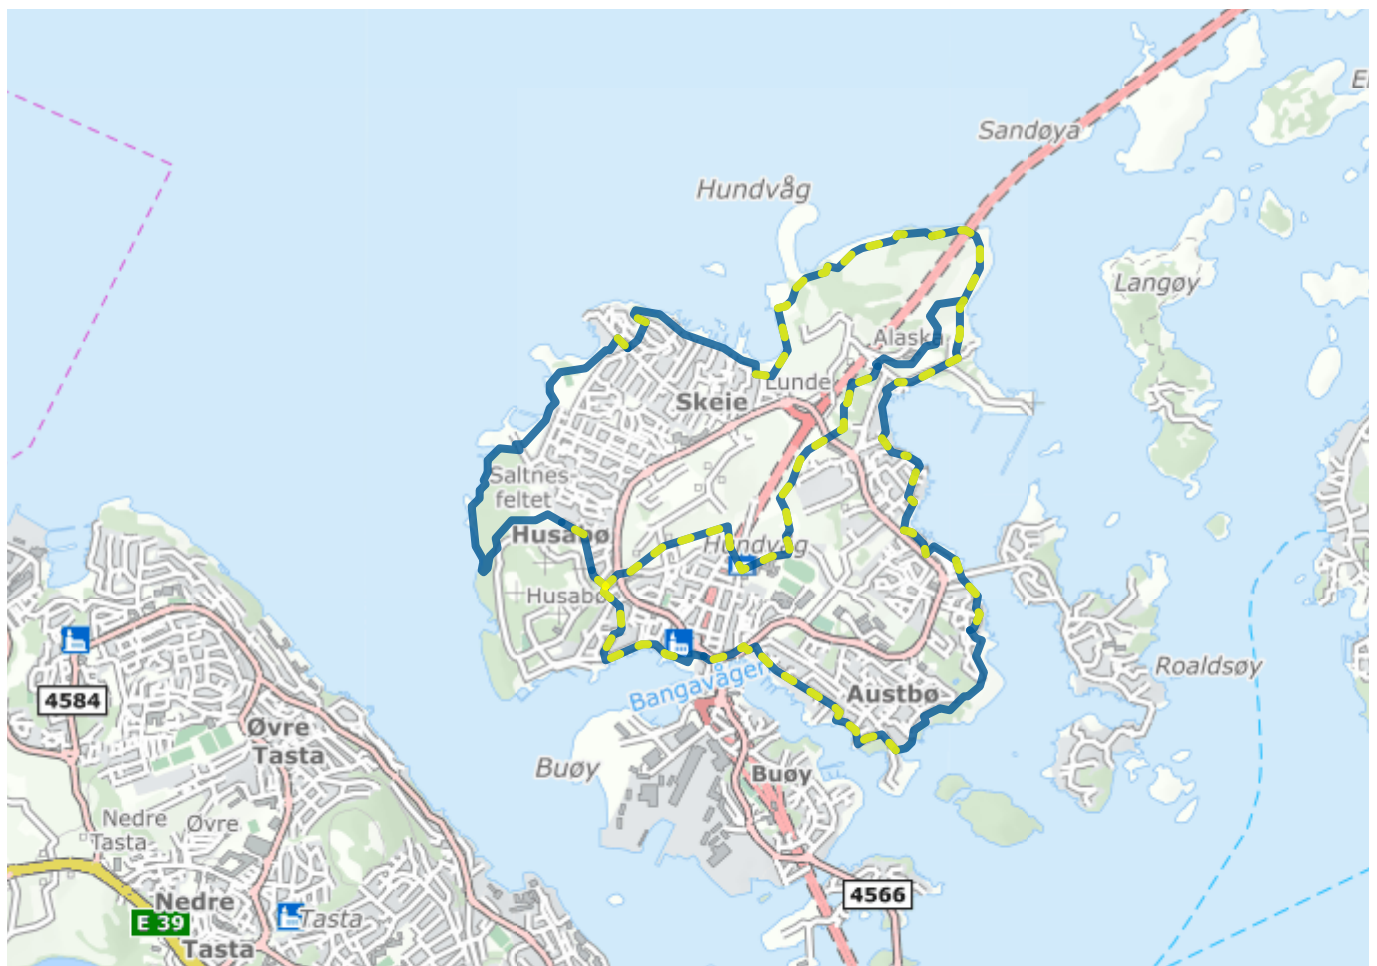 El
Sandøya
Hundvåg
Langøy
Alaska
Lunde
Skeie
Saltnes
feltet
Husabø
Hundvåg
Husabø
Roaldsøy
Bangavågen
Austbø
4584
Øvre
Tasta
Buøy
Buøy
Nedre
Tasta
Øvre
4566
Nedre
Tasta
E 39
Tasta